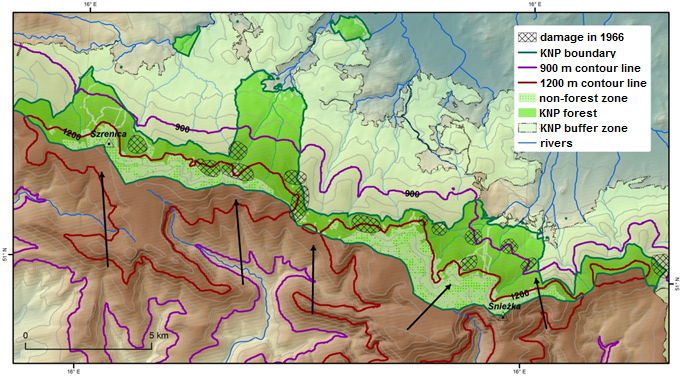 16° E
16° E
damage in 1966
KNP boundary
900 m contour line
1200 m contour line
non-forest zone
KNP forest
KNP buffer zone
rivers
1200
Szrenica
900
900
51° N
51° N
1200
Śnieżka
0
5 km
16° E
16° E